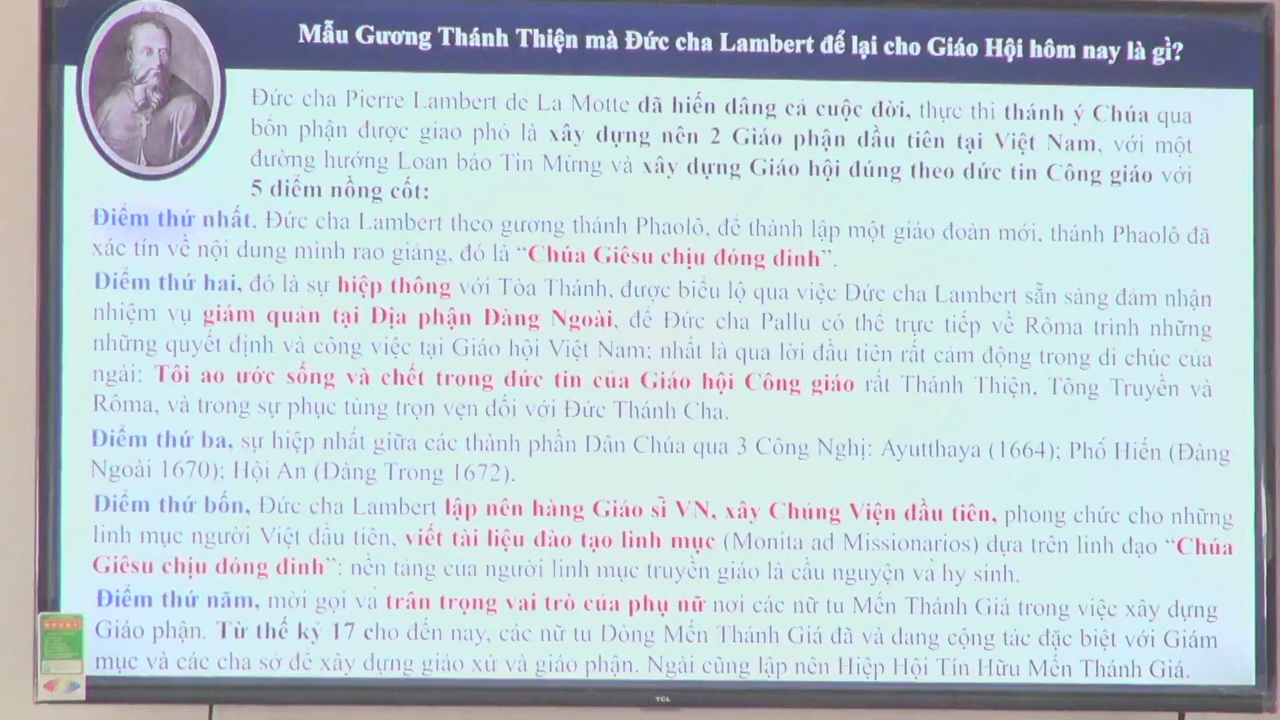 Mẫu Gương Thánh Thiện mà Đức cha Lambert để lại cho Giáo Hội hôm nay là gì?
Đức cha Pierre Lambert de La Motte đã hiến dâng cả cuộc đời, thực thi thánh ý Chúa qua
bổn phận được giao phó là xây dựng nên 2 Giáo phận đầu tiên tại Việt Nam, với một
đường hướng Loan báo Tin Mừng và xây dựng Giáo hội đúng theo đức tin Công giáo với
5 điểm nồng cốt:
Điểm thứ nhất, Đức cha Lambert theo gương thánh Phaolô, để thành lập một giáo đoàn mới, thánh Phaolô đã
xác tín về nội dung mình rao giảng, đó là “Chúa Giêsu chịu đóng đinh”.
Điểm thứ hai, đó là sự hiệp thông với Tòa Thánh, được biểu lộ qua việc Đức cha Lambert sẵn sàng đảm nhận
nhiệm vụ giám quản tại Địa phận Đàng Ngoài, để Đức cha Pallu có thể trực tiếp về Rôma trình những
những quyết định và công việc tại Giáo hội Việt Nam; nhất là qua lời đầu tiên rất cảm động trong di chúc của
ngài: Tôi ao ước sống và chết trong đức tin của Giáo hội Công giáo rất Thánh Thiện, Tông Truyền và
Rôma, và trong sự phục tùng trọn vẹn đối với Đức Thánh Cha.
Điểm thứ ba, sự hiệp nhất giữa các thành phần Dân Chúa qua 3 Công Nghị: Ayutthaya (1664); Phố Hiến (Đàng
Ngoài 1670); Hội An (Đàng Trong 1672).
Điểm thứ bốn, Đức cha Lambert lập nên hàng Giáo sĩ VN, xây Chủng Viện đầu tiên, phong chức cho những
linh mục người Việt đầu tiên, viết tài liệu đào tạo linh mục (Monita ad Missionarios) dựa trên linh đạo “Chúa
Giêsu chịu đóng đinh”: nền tảng của người linh mục truyền giáo là cầu nguyện và hy sinh.
Điểm thứ năm, mời gọi và trân trọng vai trò của phụ nữ nơi các nữ tu Mến Thánh Giá trong việc xây dựng
Giáo phận. Từ thế kỷ 17 cho đến nay, các nữ tu Dòng Mến Thánh Giá đã và đang cộng tác đặc biệt với Giám
mục và các cha sở để xây dựng giáo xứ và giáo phận. Ngài cũng lập nên Hiệp Hội Tín Hữu Mến Thánh Giá.
TCL